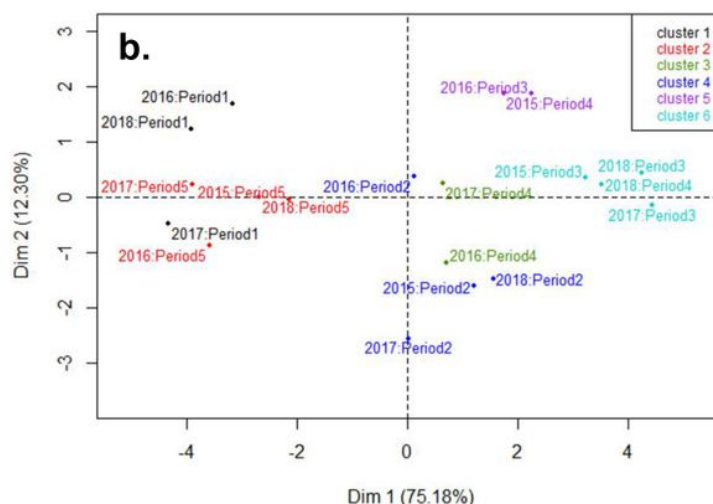 b.
cluster 1
cluster 2
cluster 3
cluster 4
cluster 5
cluster 6
3
2
1
0
-1
-2
-3
Dim 2 (12.30%)
2016:Period1
2018:Period1
2016:Period3
2015:Period4
2017:Period5
2015:Period5
2018:Period5
2016:Period2
2017:Period4
2015:Period3
2018:Period3
2018:Period4
2017:Period3
2017:Period1
2016:Period5
2016:Period4
2015:Period2
2018:Period2
2017:Period2
-4
-2
0
2
4
Dim 1 (75.18%)